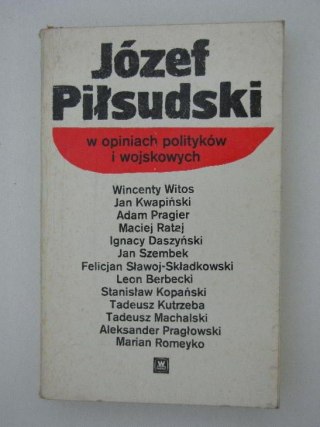 Józef
Piłsudski
w opiniach polityków
i wojskowych
Wincenty Witos
Jan Kwapiński
Adam Pragier
Maciej Rataj
Ignacy Daszyński
Jan Szembek
Felicjan Sławoj-Składkowski
Leon Berbecki
Stanisław Kopański
Tadeusz Kutrzeba
Tadeusz Machalski
Aleksander Pragłowski
Marian Romeyko
W